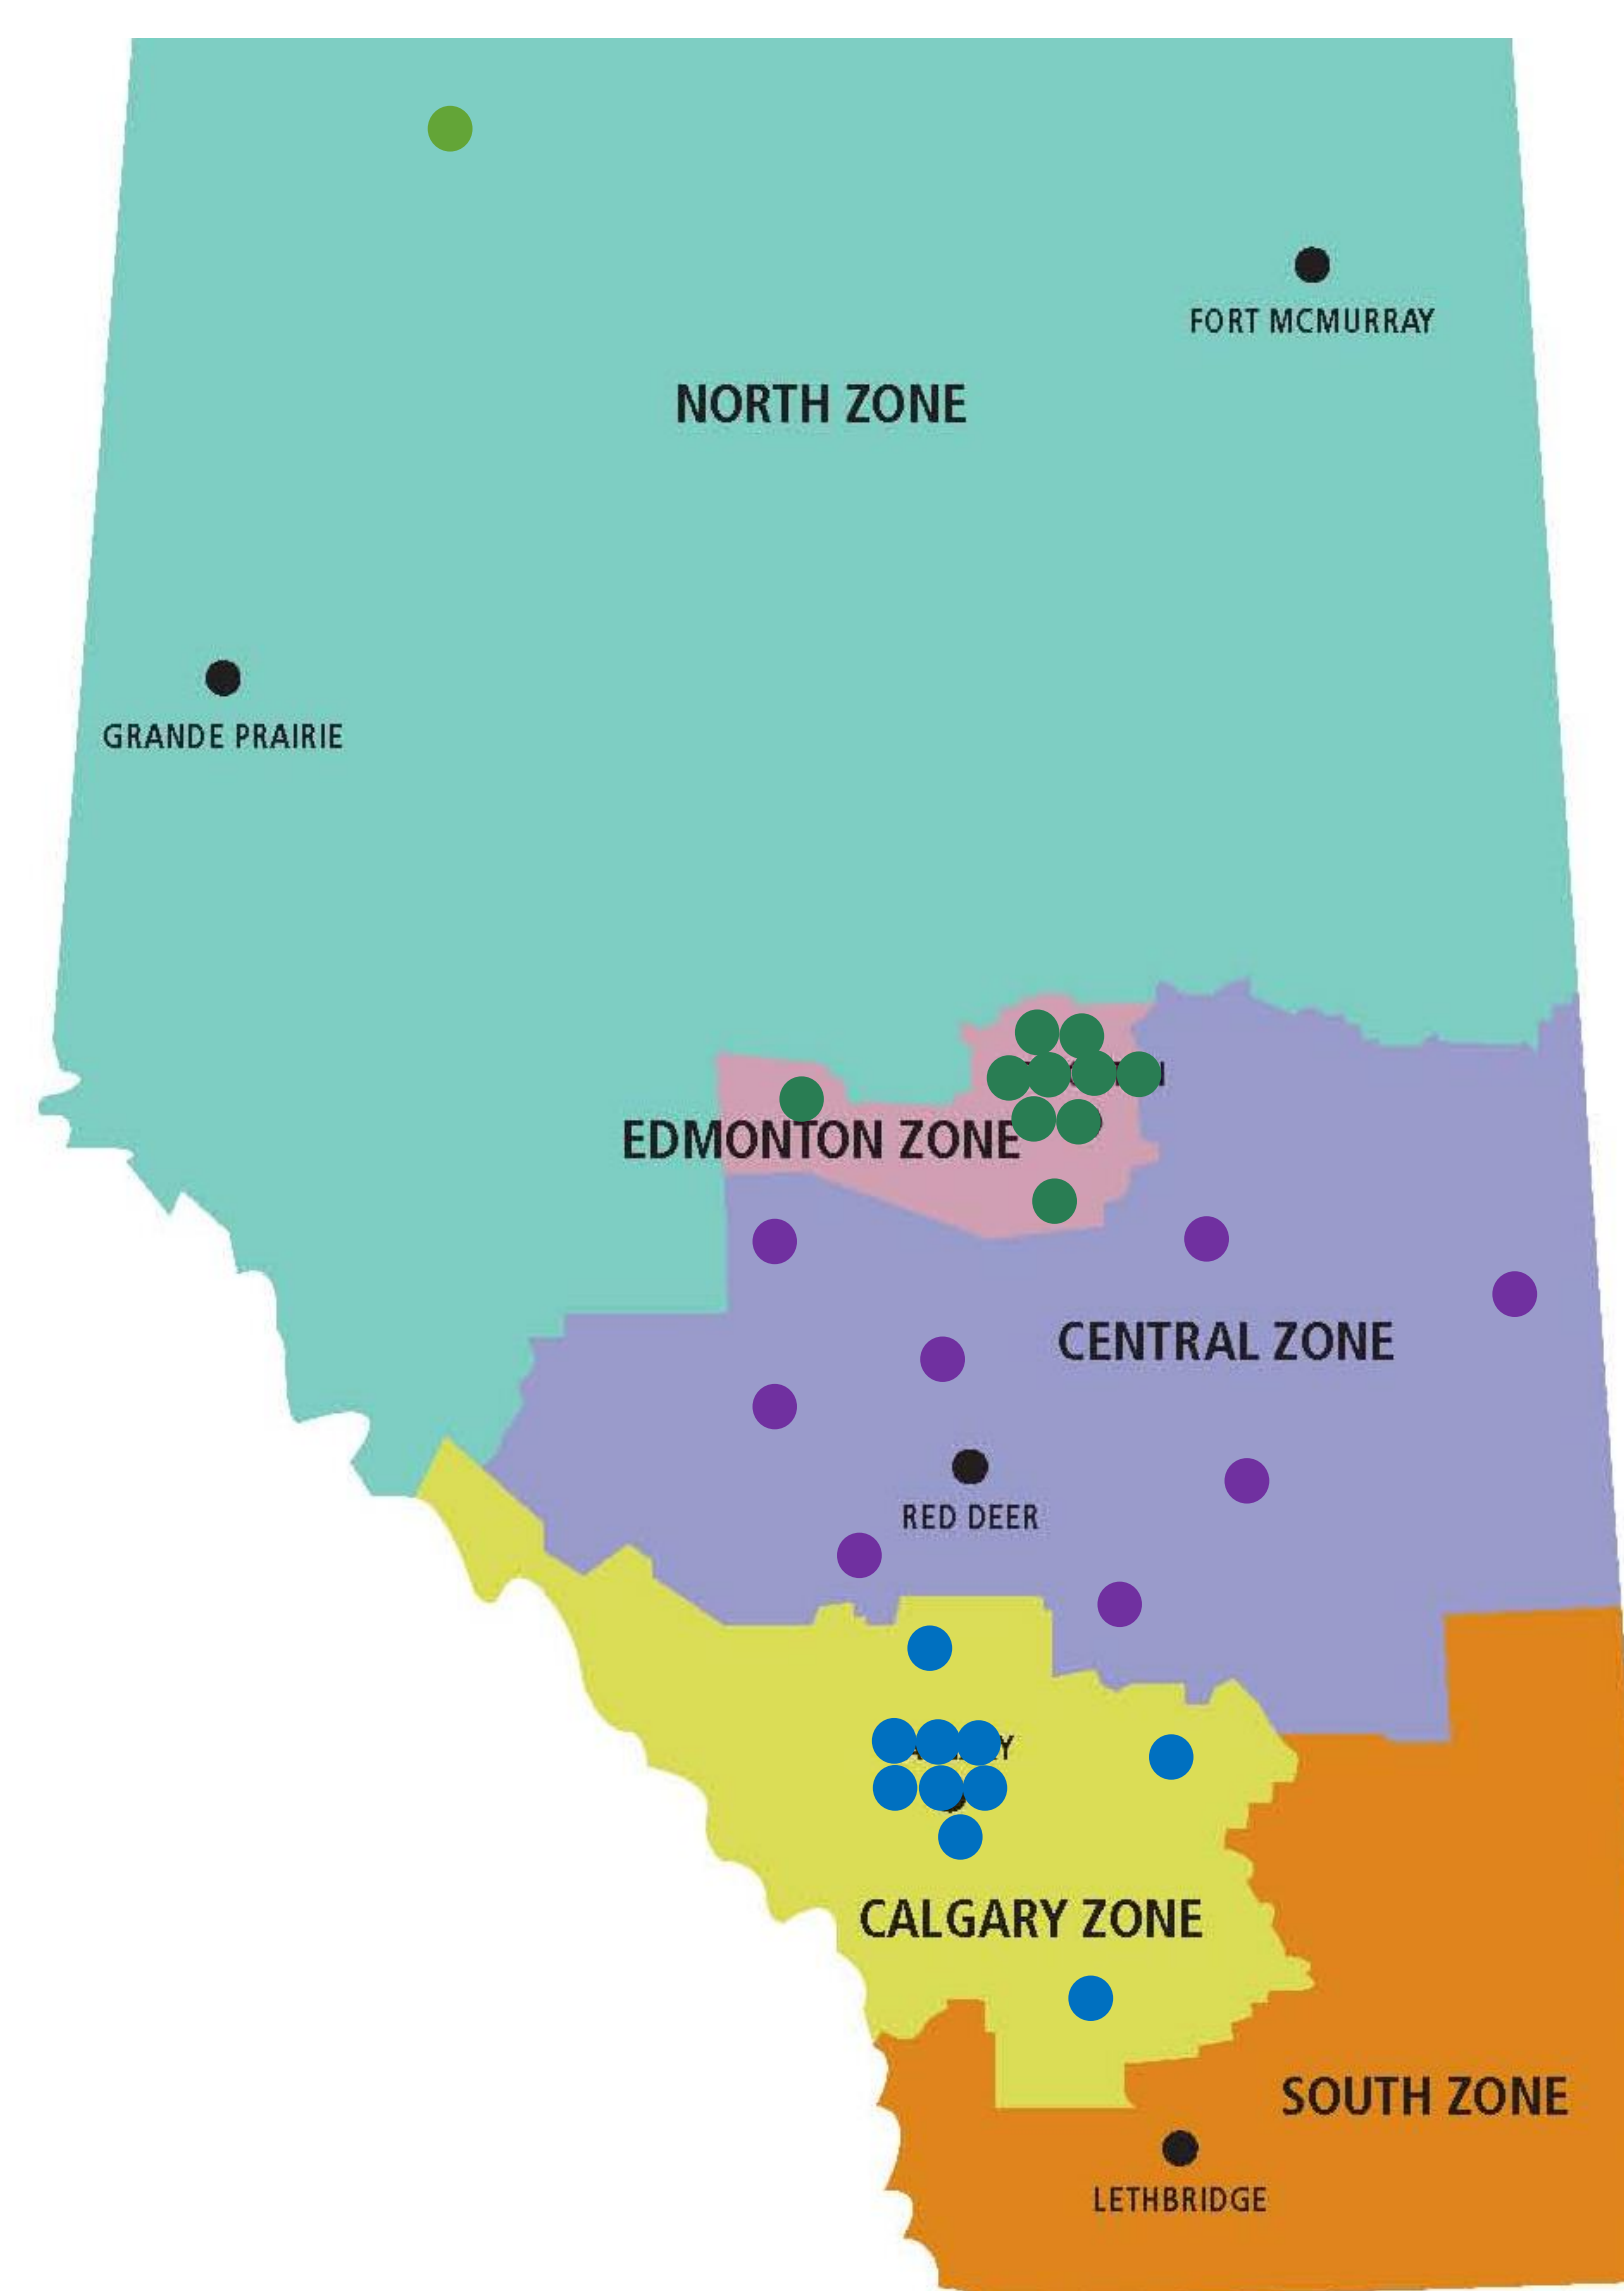 FORT MCMURRAY
NORTH ZONE
GRANDE PRAIRIE
EDMONTON ZONE
CENTRAL ZONE
RED DEER
CALGARY ZONE
SOUTH ZONE
LETHBRIDGE